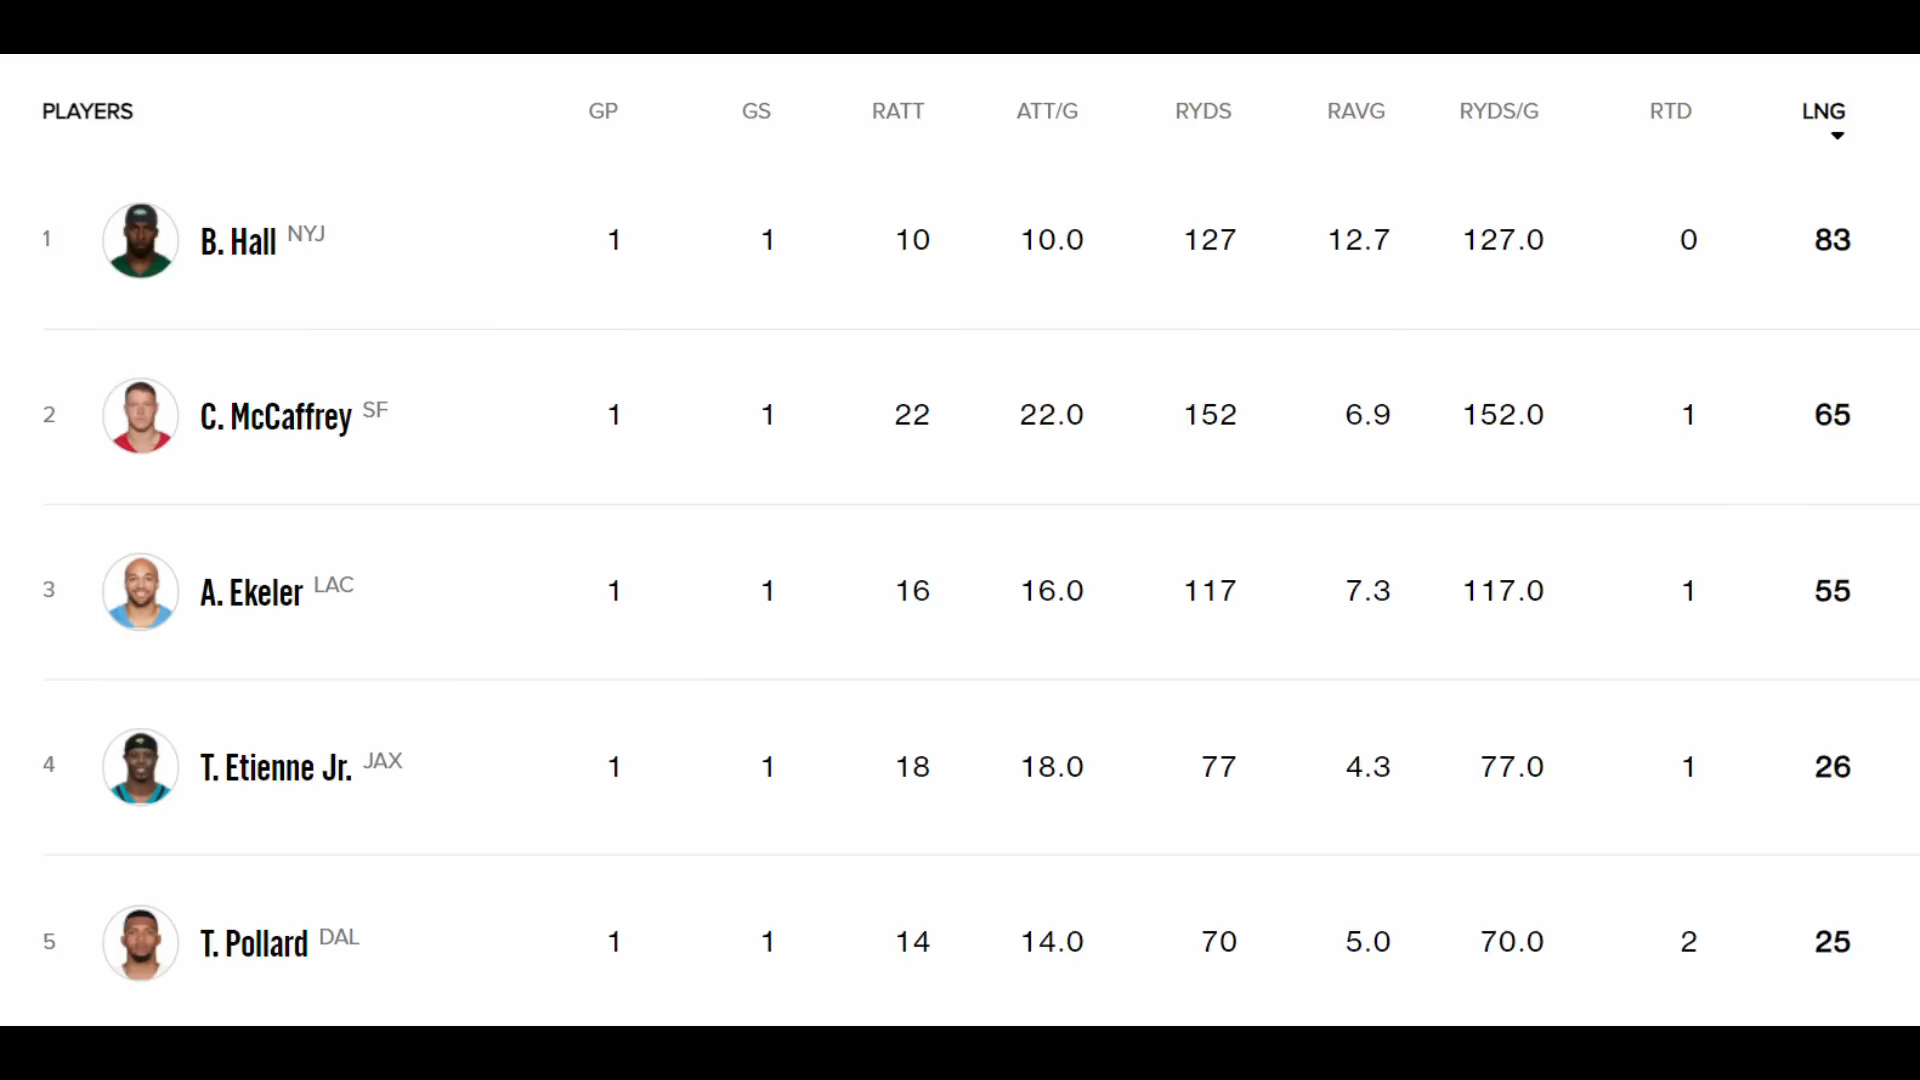 PLAYERS GP GS RATT ATT/G RYDS RAVG RYDS/G RTD LNG
1 B. Hall NYJ 1 1 10 10.0 127 12.7 127.0 0 83
2 C. McCaffrey SF 1 1 22 22.0 152 6.9 152.0 1 65
3 A. Ekeler LAC 1 1 16 16.0 117 7.3 117.0 1 55
4 T. Etienne Jr. JAX 1 1 18 18.0 77 4.3 77.0 1 26
5 T. Pollard DAL 1 1 14 14.0 70 5.0 70.0 2 25